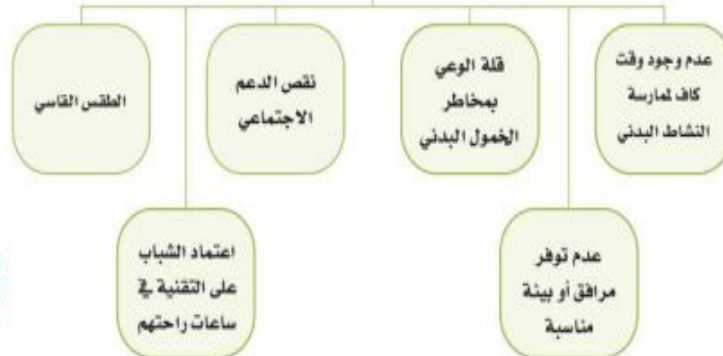 عدم وجود وقت
كاف لممارسة
النشاط البدني
قلة الوعي
بمخاطر
الخمول البدني
نقص الدعم
الاجتماعي
الطقس القاسي
عدم توفر
مرافق أو بيئة
مناسبة
اعتماد الشباب
على التقنية في
ساعات راحتهم